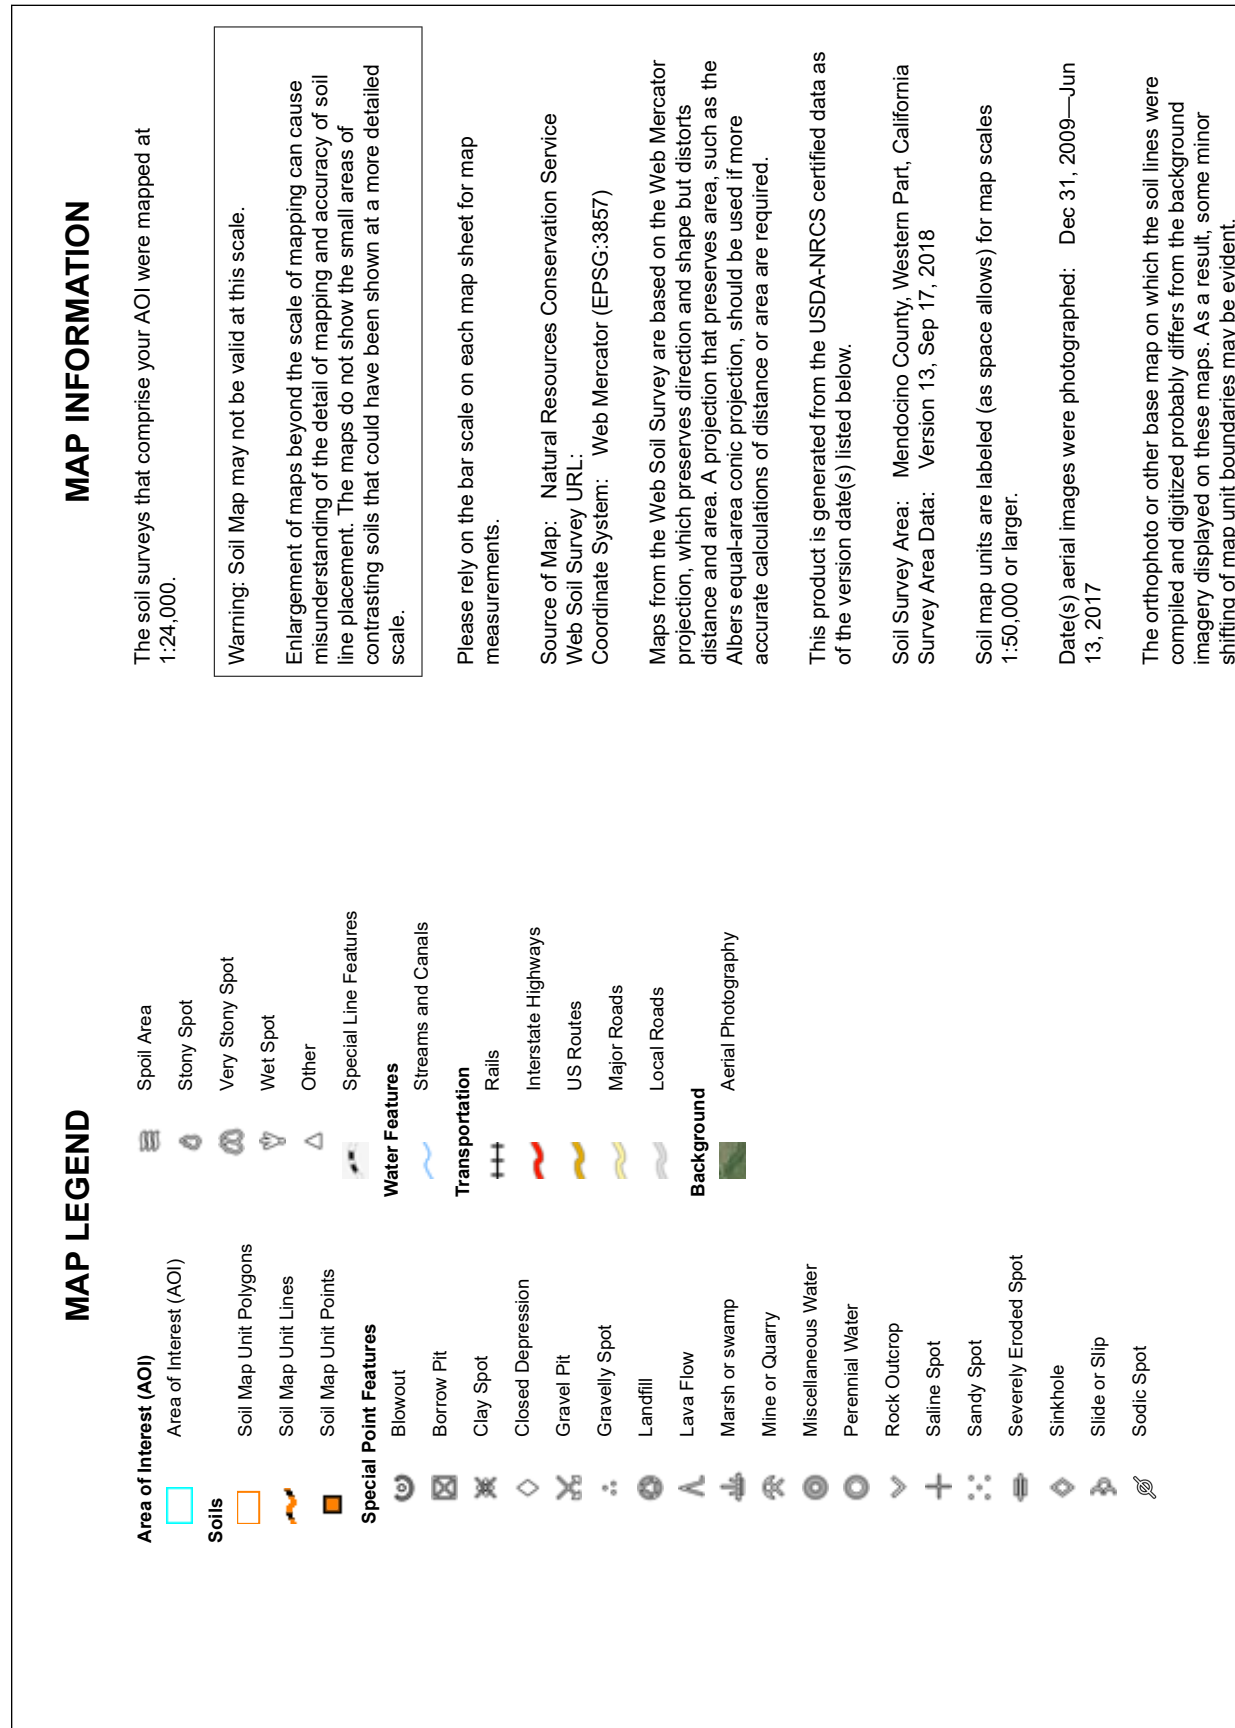 MAP LEGEND
Area of Interest (AOI)
Area of Interest (AOI)
Soils
Soil Map Unit Polygons
Soil Map Unit Lines
Soil Map Unit Points
Special Point Features
Blowout
Borrow Pit
Clay Spot
Closed Depression
Gravel Pit
Gravelly Spot
Landfill
Lava Flow
Marsh or swamp
Mine or Quarry
Miscellaneous Water
Perennial Water
Rock Outcrop
Saline Spot
Sandy Spot
Severely Eroded Spot
Sinkhole
Slide or Slip
Sodic Spot
Spoil Area
Stony Spot
Very Stony Spot
Wet Spot
Other
Special Line Features
Water Features
Streams and Canals
Transportation
Rails
Interstate Highways
US Routes
Major Roads
Local Roads
Background
Aerial Photography
MAP INFORMATION
The soil surveys that comprise your AOI were mapped at
1:24,000.
Warning: Soil Map may not be valid at this scale.
Enlargement of maps beyond the scale of mapping can cause
misunderstanding of the detail of mapping and accuracy of soil
line placement. The maps do not show the small areas of
contrasting soils that could have been shown at a more detailed
scale.
Please rely on the bar scale on each map sheet for map
measurements.
Source of Map: Natural Resources Conservation Service
Web Soil Survey URL:
Coordinate System: Web Mercator (EPSG:3857)
Maps from the Web Soil Survey are based on the Web Mercator
projection, which preserves direction and shape but distorts
distance and area. A projection that preserves area, such as the
Albers equal-area conic projection, should be used if more
accurate calculations of distance or area are required.
This product is generated from the USDA-NRCS certified data as
of the version date(s) listed below.
Soil Survey Area: Mendocino County, Western Part, California
Survey Area Data: Version 13, Sep 17, 2018
Soil map units are labeled (as space allows) for map scales
1:50,000 or larger.
Date(s) aerial images were photographed: Dec 31, 2009—Jun
13, 2017
The orthophoto or other base map on which the soil lines were
compiled and digitized probably differs from the background
imagery displayed on these maps. As a result, some minor
shifting of map unit boundaries may be evident.